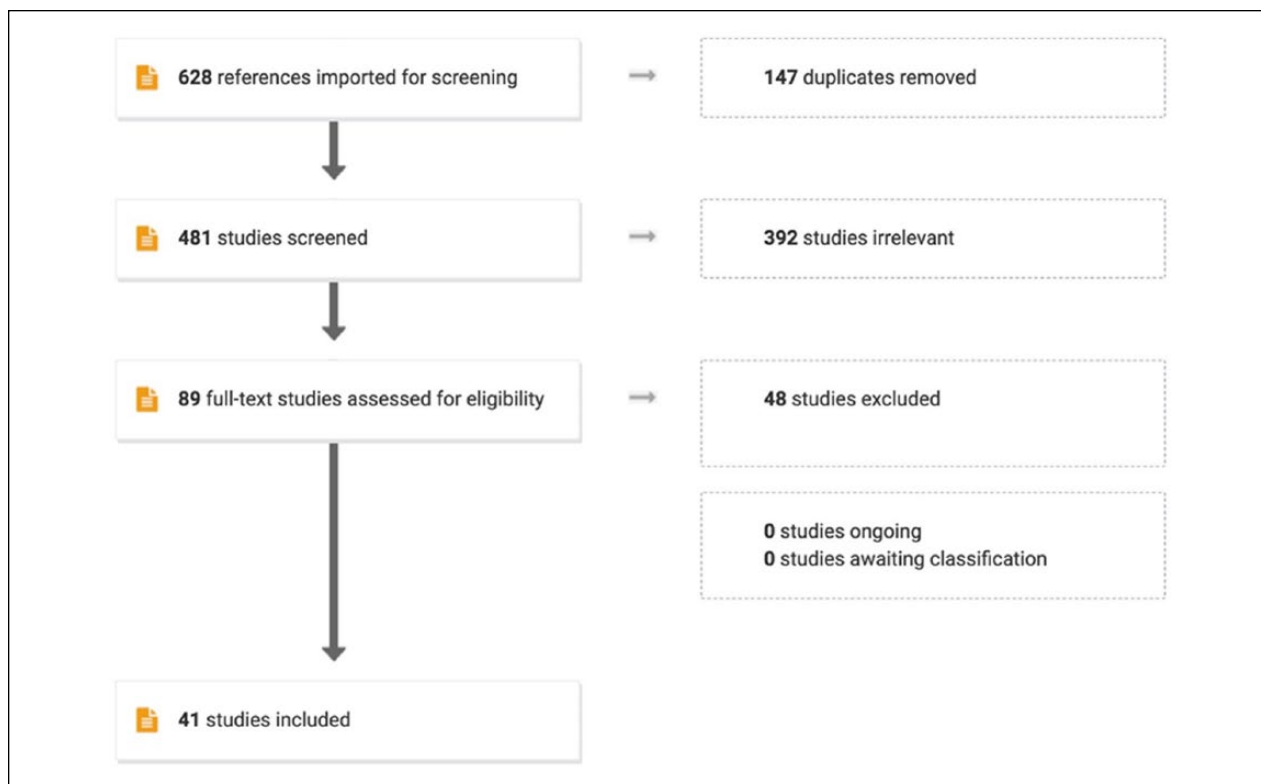 628 references imported for screening
147 duplicates removed
481 studies screened
392 studies irrelevant
89 full-text studies assessed for eligibility
48 studies excluded
0 studies ongoing
0 studies awaiting classification
41 studies included